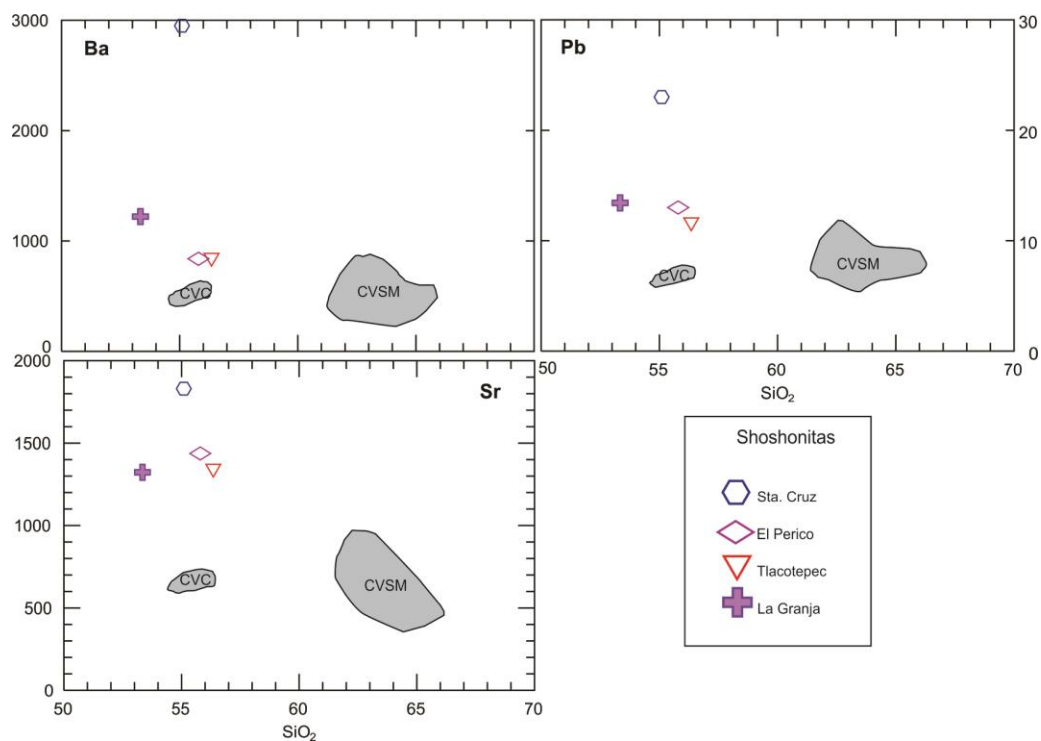 3000
2000
1000
0
Ba
CVC
CVSM
30
20
10
0
Pb
CVC
CVSM
50
55
60
65
70
SiO₂
2000
1500
1000
500
0
Sr
CVC
CVSM
50
55
60
65
70
SiO₂
Shoshonitas
Sta. Cruz
El Perico
Tlacotepec
La Granja